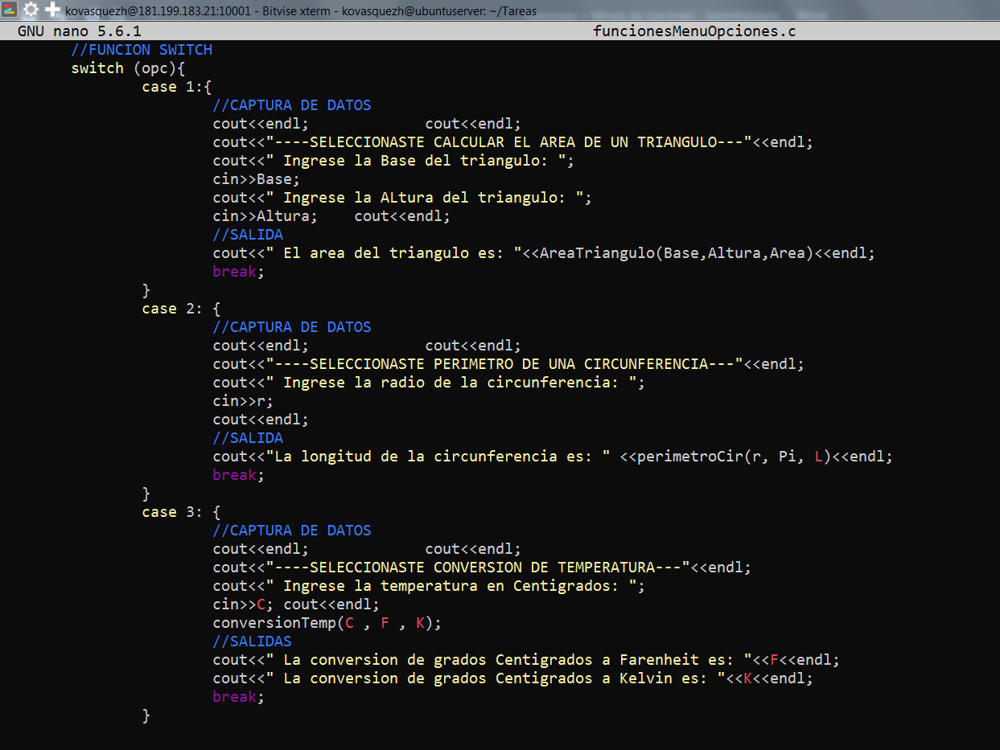 kovasquezh@181.199.183.21:10001 - Bitvise xterm - kovasquezh@ubuntuserver: ~/Tareas
GNU nano 5.6.1 funcionesMenuOpciones.c
//FUNCION SWITCH
switch (opc){
case 1:{
//CAPTURA DE DATOS
cout<<endl; cout<<endl;
cout<<"----SELECCIONASTE CALCULAR EL AREA DE UN TRIANGULO---"<<endl;
cout<<" Ingrese la Base del triangulo: ";
cin>>Base;
cout<<" Ingrese la ALtura del triangulo: ";
cin>>Altura; cout<<endl;
//SALIDA
cout<<" El area del triangulo es: "<<AreaTriangulo(Base,Altura,Area)<<endl;
break;
}
case 2: {
//CAPTURA DE DATOS
cout<<endl; cout<<endl;
cout<<"----SELECCIONASTE PERIMETRO DE UNA CIRCUNFERENCIA---"<<endl;
cout<<" Ingrese la radio de la circunferencia: ";
cin>>r;
cout<<endl;
//SALIDA
cout<<"La longitud de la circunferencia es: " <<perimetroCir(r, Pi, L)<<endl;
break;
}
case 3: {
//CAPTURA DE DATOS
cout<<endl; cout<<endl;
cout<<"----SELECCIONASTE CONVERSION DE TEMPERATURA---"<<endl;
cout<<" Ingrese la temperatura en Centigrados: ";
cin>>C; cout<<endl;
conversionTemp(C , F , K);
//SALIDAS
cout<<" La conversion de grados Centigrados a Farenheit es: "<<F<<endl;
cout<<" La conversion de grados Centigrados a Kelvin es: "<<K<<endl;
break;
}